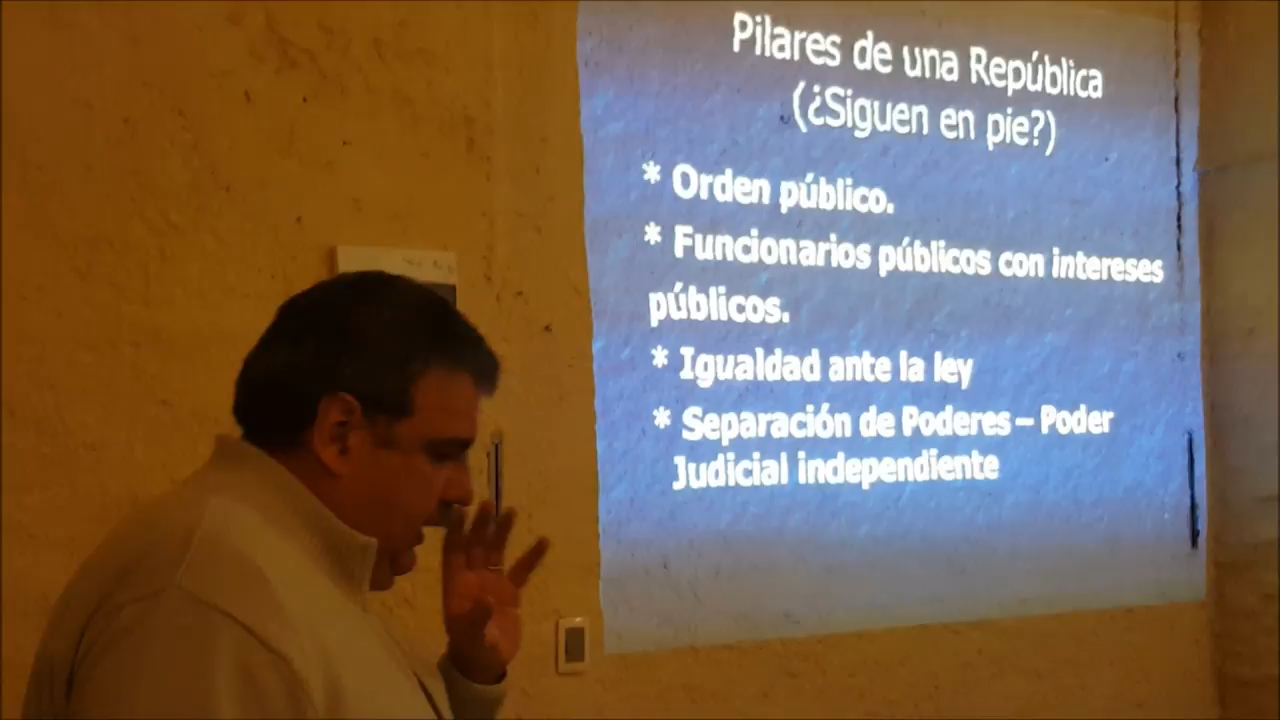 Pilares de una República
(¿Siguen en pie?)
* Orden público.
* Funcionarios públicos con intereses
públicos.
* Igualdad ante la ley
* Separación de Poderes – Poder
Judicial independiente